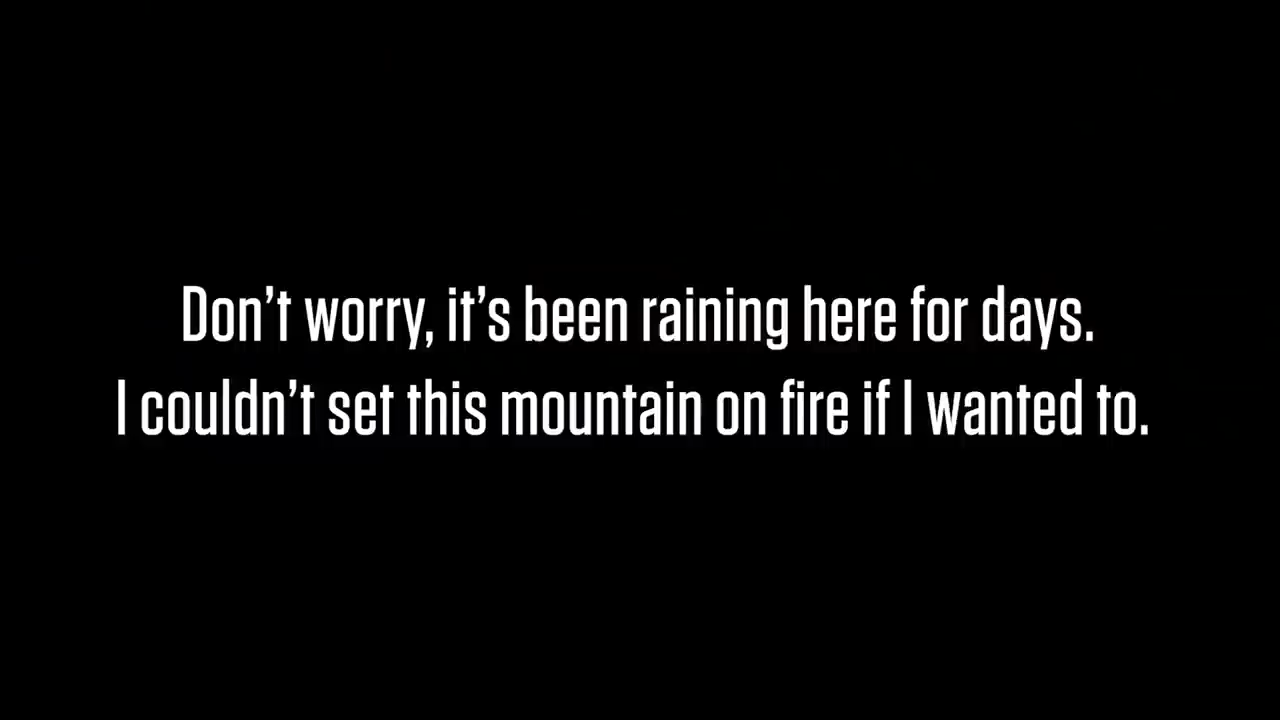 Don’t worry, it’s been raining here for days.
I couldn’t set this mountain on fire if I wanted to.